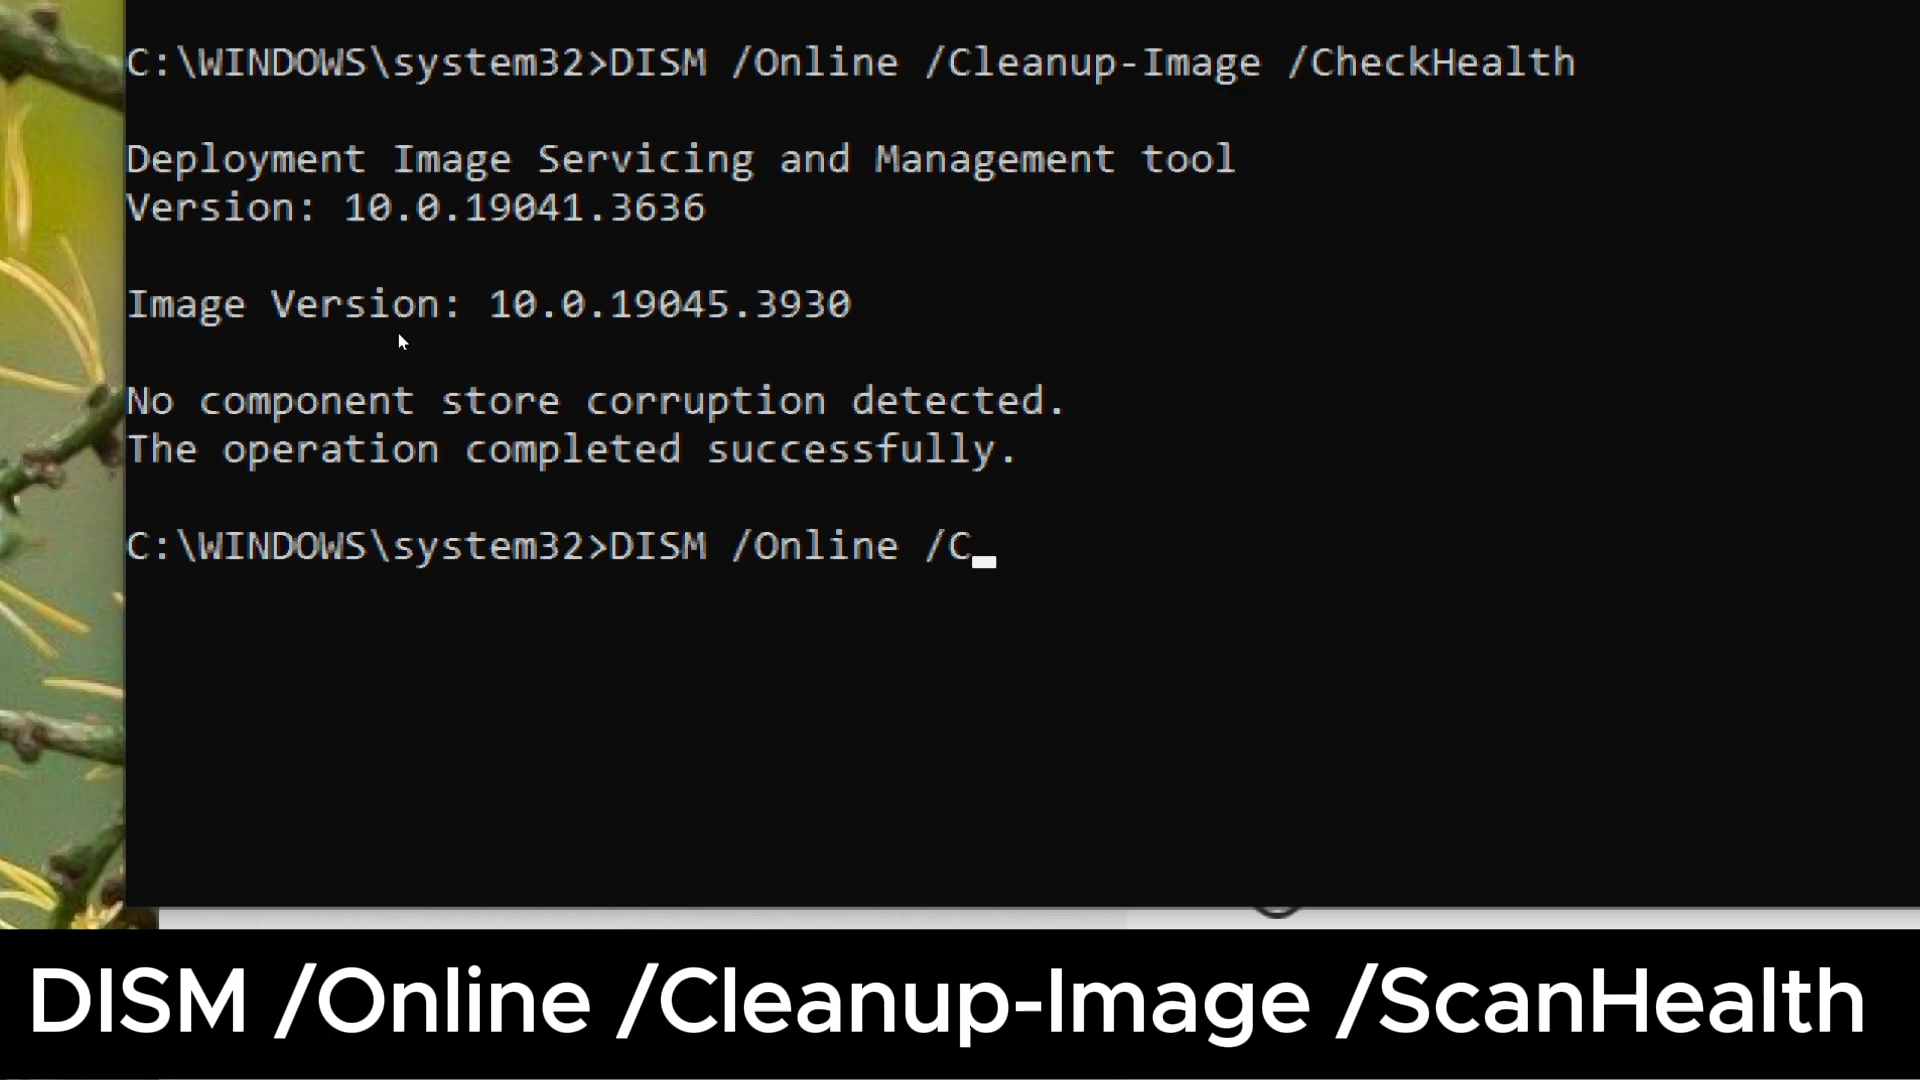 C:\WINDOWS\system32>DISM /Online /Cleanup-Image /CheckHealth
Deployment Image Servicing and Management tool
Version: 10.0.19041.3636
Image Version: 10.0.19045.3930
No component store corruption detected.
The operation completed successfully.
C:\WINDOWS\system32>DISM /Online /C
DISM /Online /Cleanup-Image /ScanHealth